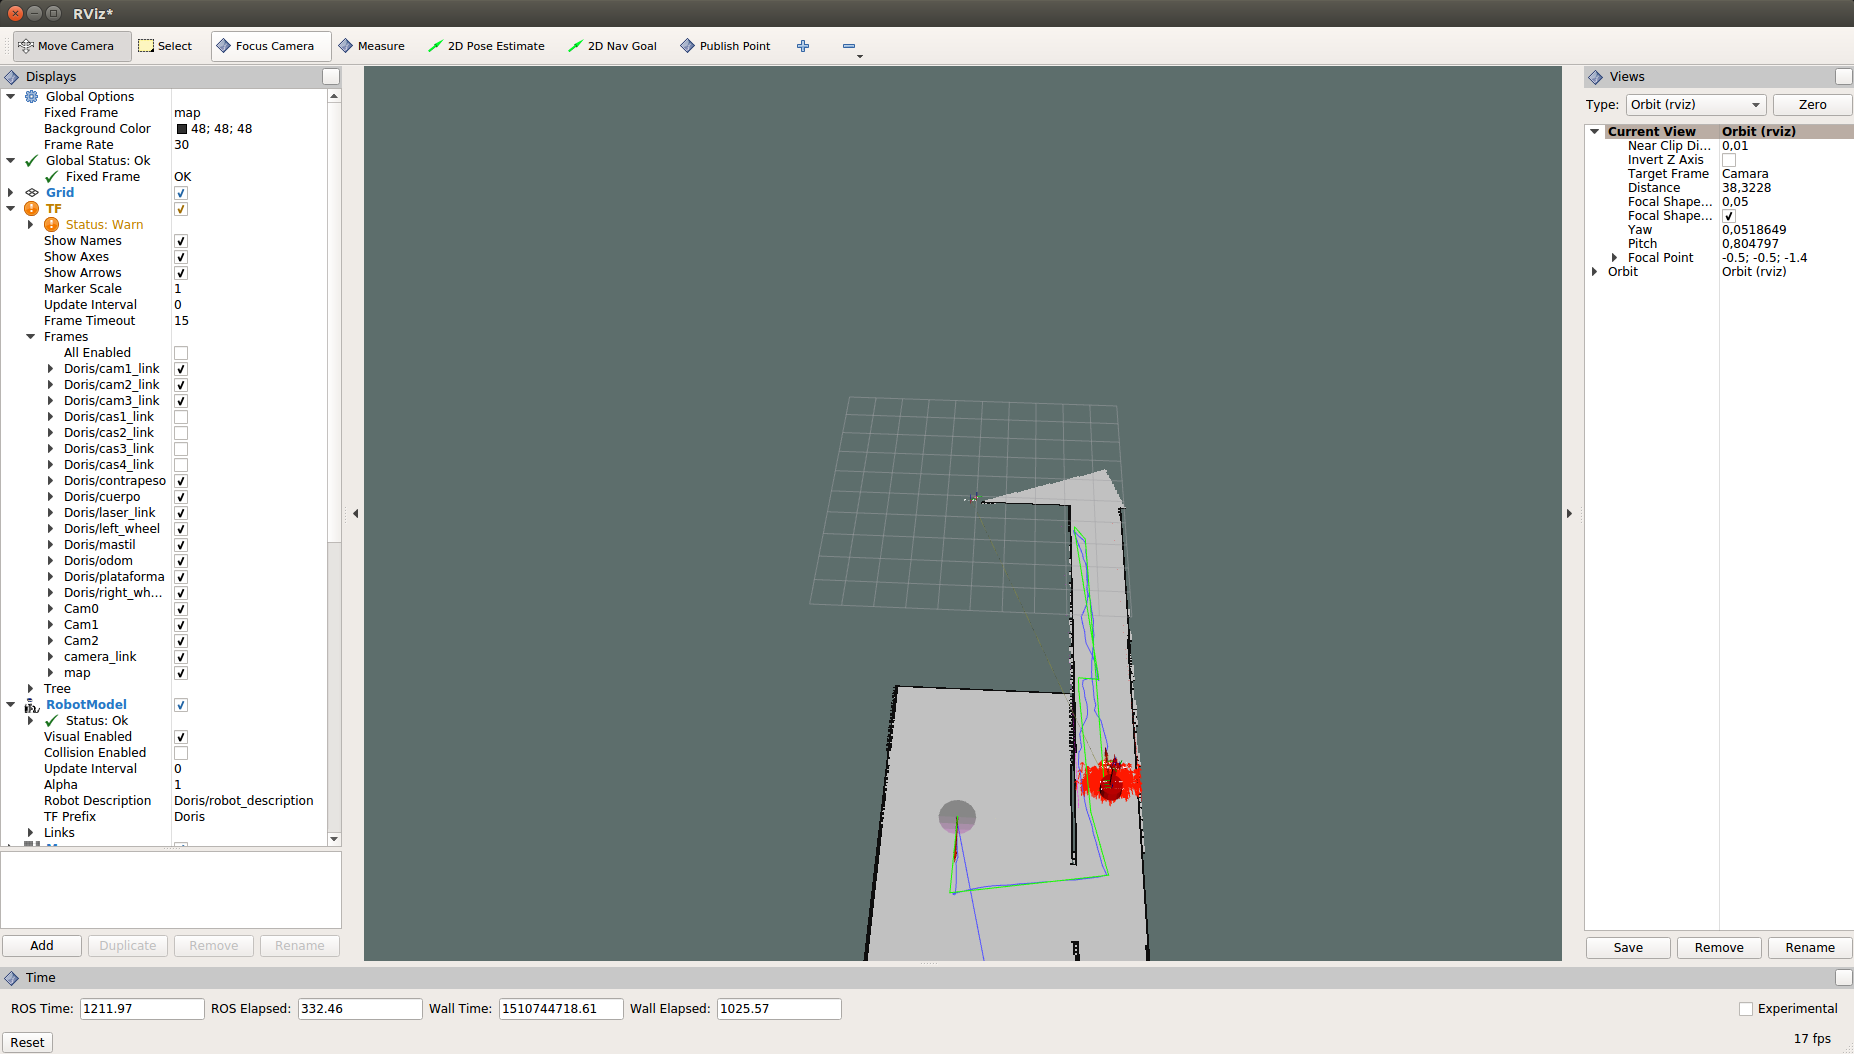 RViz*
Move Camera Select Focus Camera Measure 2D Pose Estimate 2D Nav Goal Publish Point
Displays
Global Options
Fixed Frame map
Background Color 48; 48; 48
Frame Rate 30
Global Status: Ok
Fixed Frame OK
Grid
TF
Status: Warn
Show Names
Show Axes
Show Arrows
Marker Scale 1
Update Interval 0
Frame Timeout 15
Frames
All Enabled
Doris/cam1_link
Doris/cam2_link
Doris/cam3_link
Doris/cas1_link
Doris/cas2_link
Doris/cas3_link
Doris/cas4_link
Doris/contrapeso
Doris/cuerpo
Doris/laser_link
Doris/left_wheel
Doris/mastil
Doris/odom
Doris/plataforma
Doris/right_wh...
Cam0
Cam1
Cam2
camera_link
map
Tree
RobotModel
Status: Ok
Visual Enabled
Collision Enabled
Update Interval 0
Alpha 1
Robot Description Doris/robot_description
TF Prefix Doris
Links
Add Duplicate Remove Rename
Views
Type: Orbit (rviz) Zero
Current View Orbit (rviz)
Near Clip Di... 0,01
Invert Z Axis
Target Frame Camara
Distance 38,3228
Focal Shape... 0,05
Focal Shape...
Yaw 0,0518649
Pitch 0,804797
Focal Point -0.5; -0.5; -1.4
Orbit Orbit (rviz)
Save Remove Rename
Time
ROS Time: 1211.97 ROS Elapsed: 332.46 Wall Time: 1510744718.61 Wall Elapsed: 1025.57 Experimental
Reset 17 fps